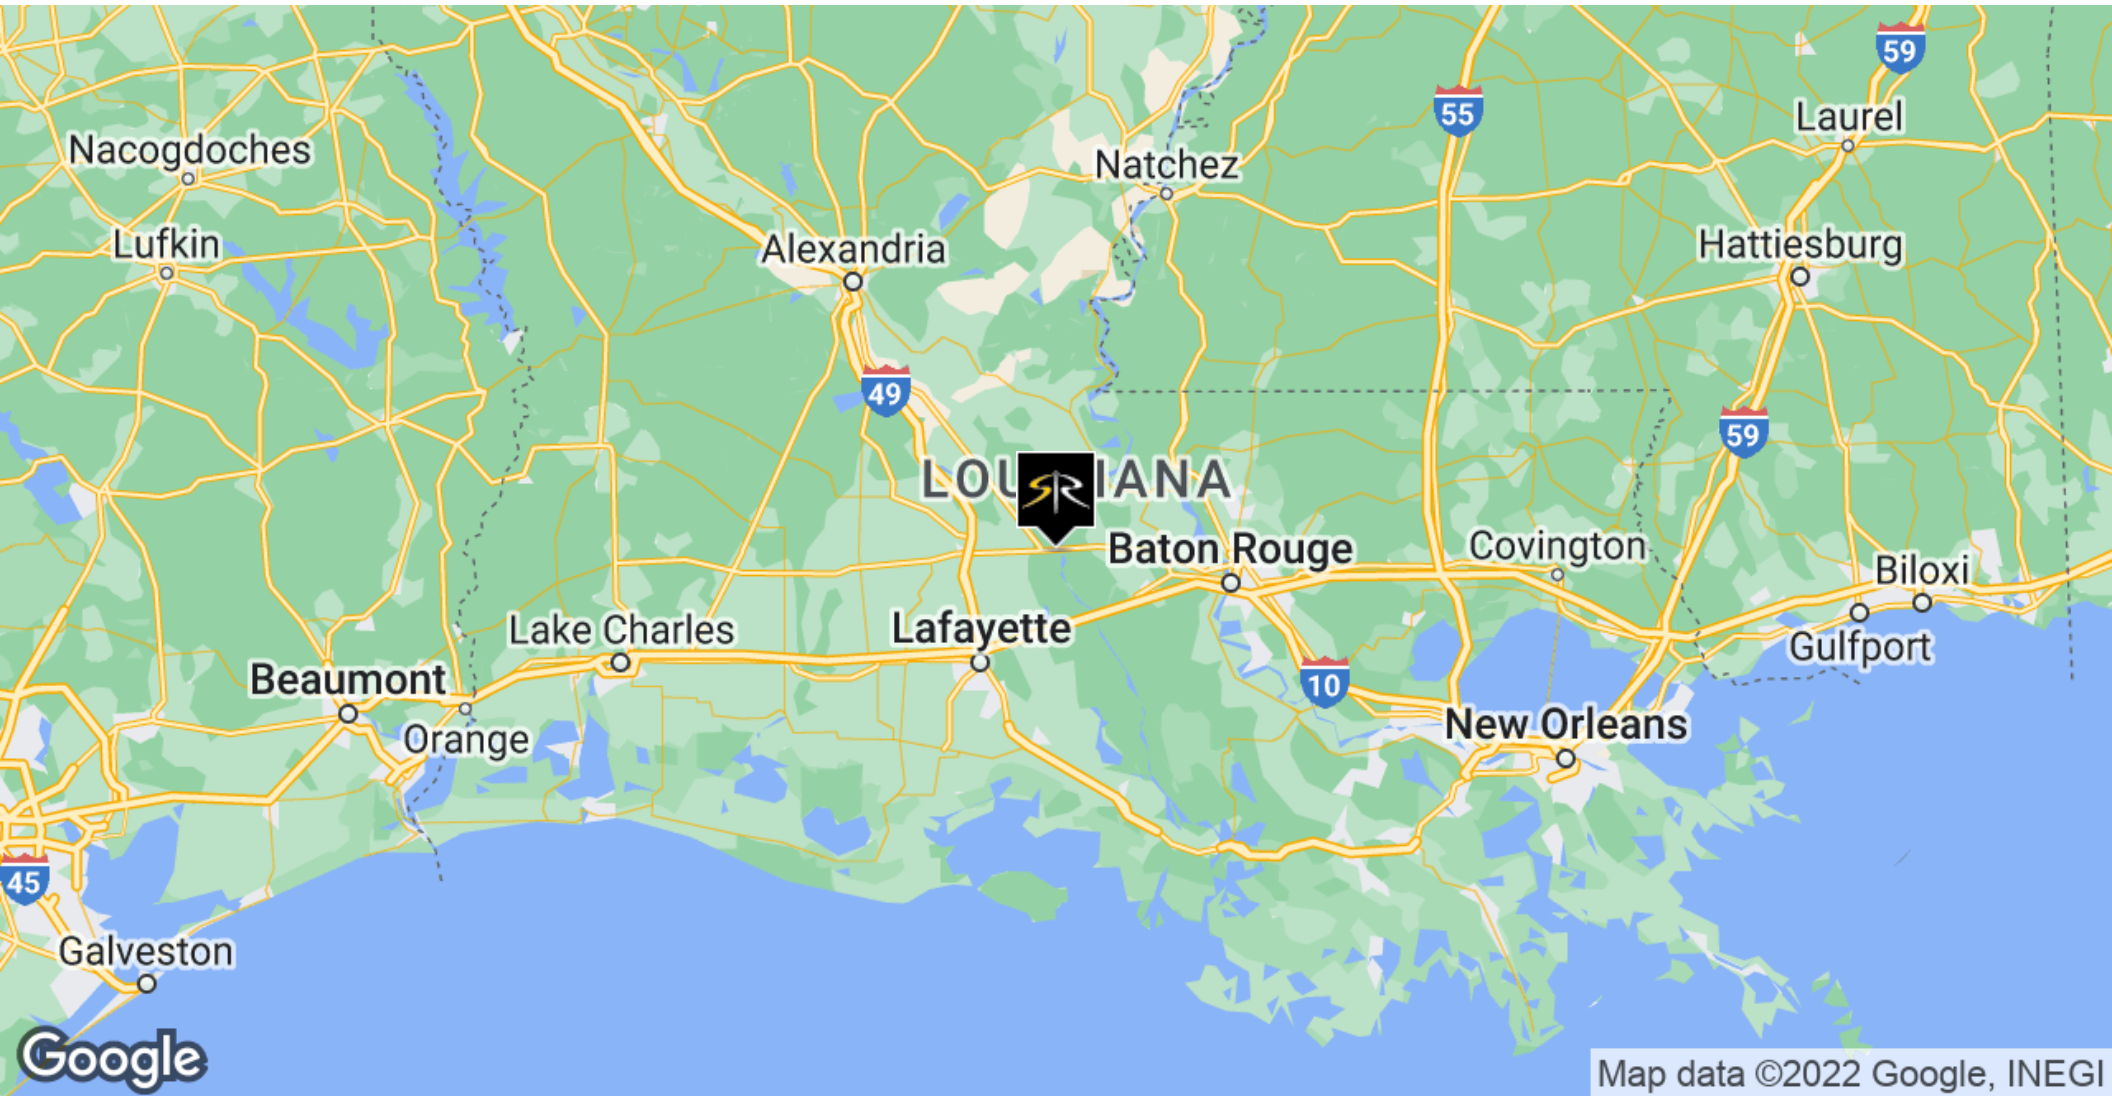 59
55
Laurel
Nacogdoches
Natchez
Lufkin
Alexandria
Hattiesburg
49
59
LOU
IANA
SR
Baton Rouge
Covington
Biloxi
Lake Charles
Lafayette
Gulfport
Beaumont
10
Orange
New Orleans
45
Galveston
Google
Map data ©2022 Google, INEGI